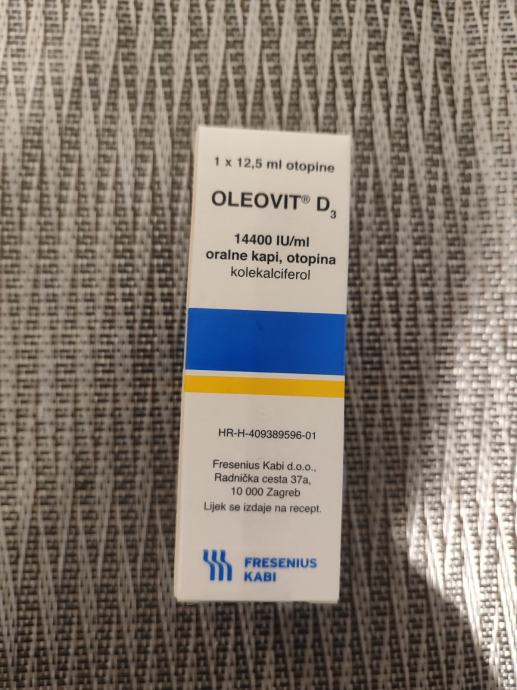 1 x 12,5 ml otopine
OLEOVIT® D₃
14400 IU/ml
oralne kapi, otopina
kolekalciferol
HR-H-409389596-01
Fresenius Kabi d.o.o.,
Radnička cesta 37a,
10 000 Zagreb
Lijek se izdaje na recept.
FRESENIUS
KABI